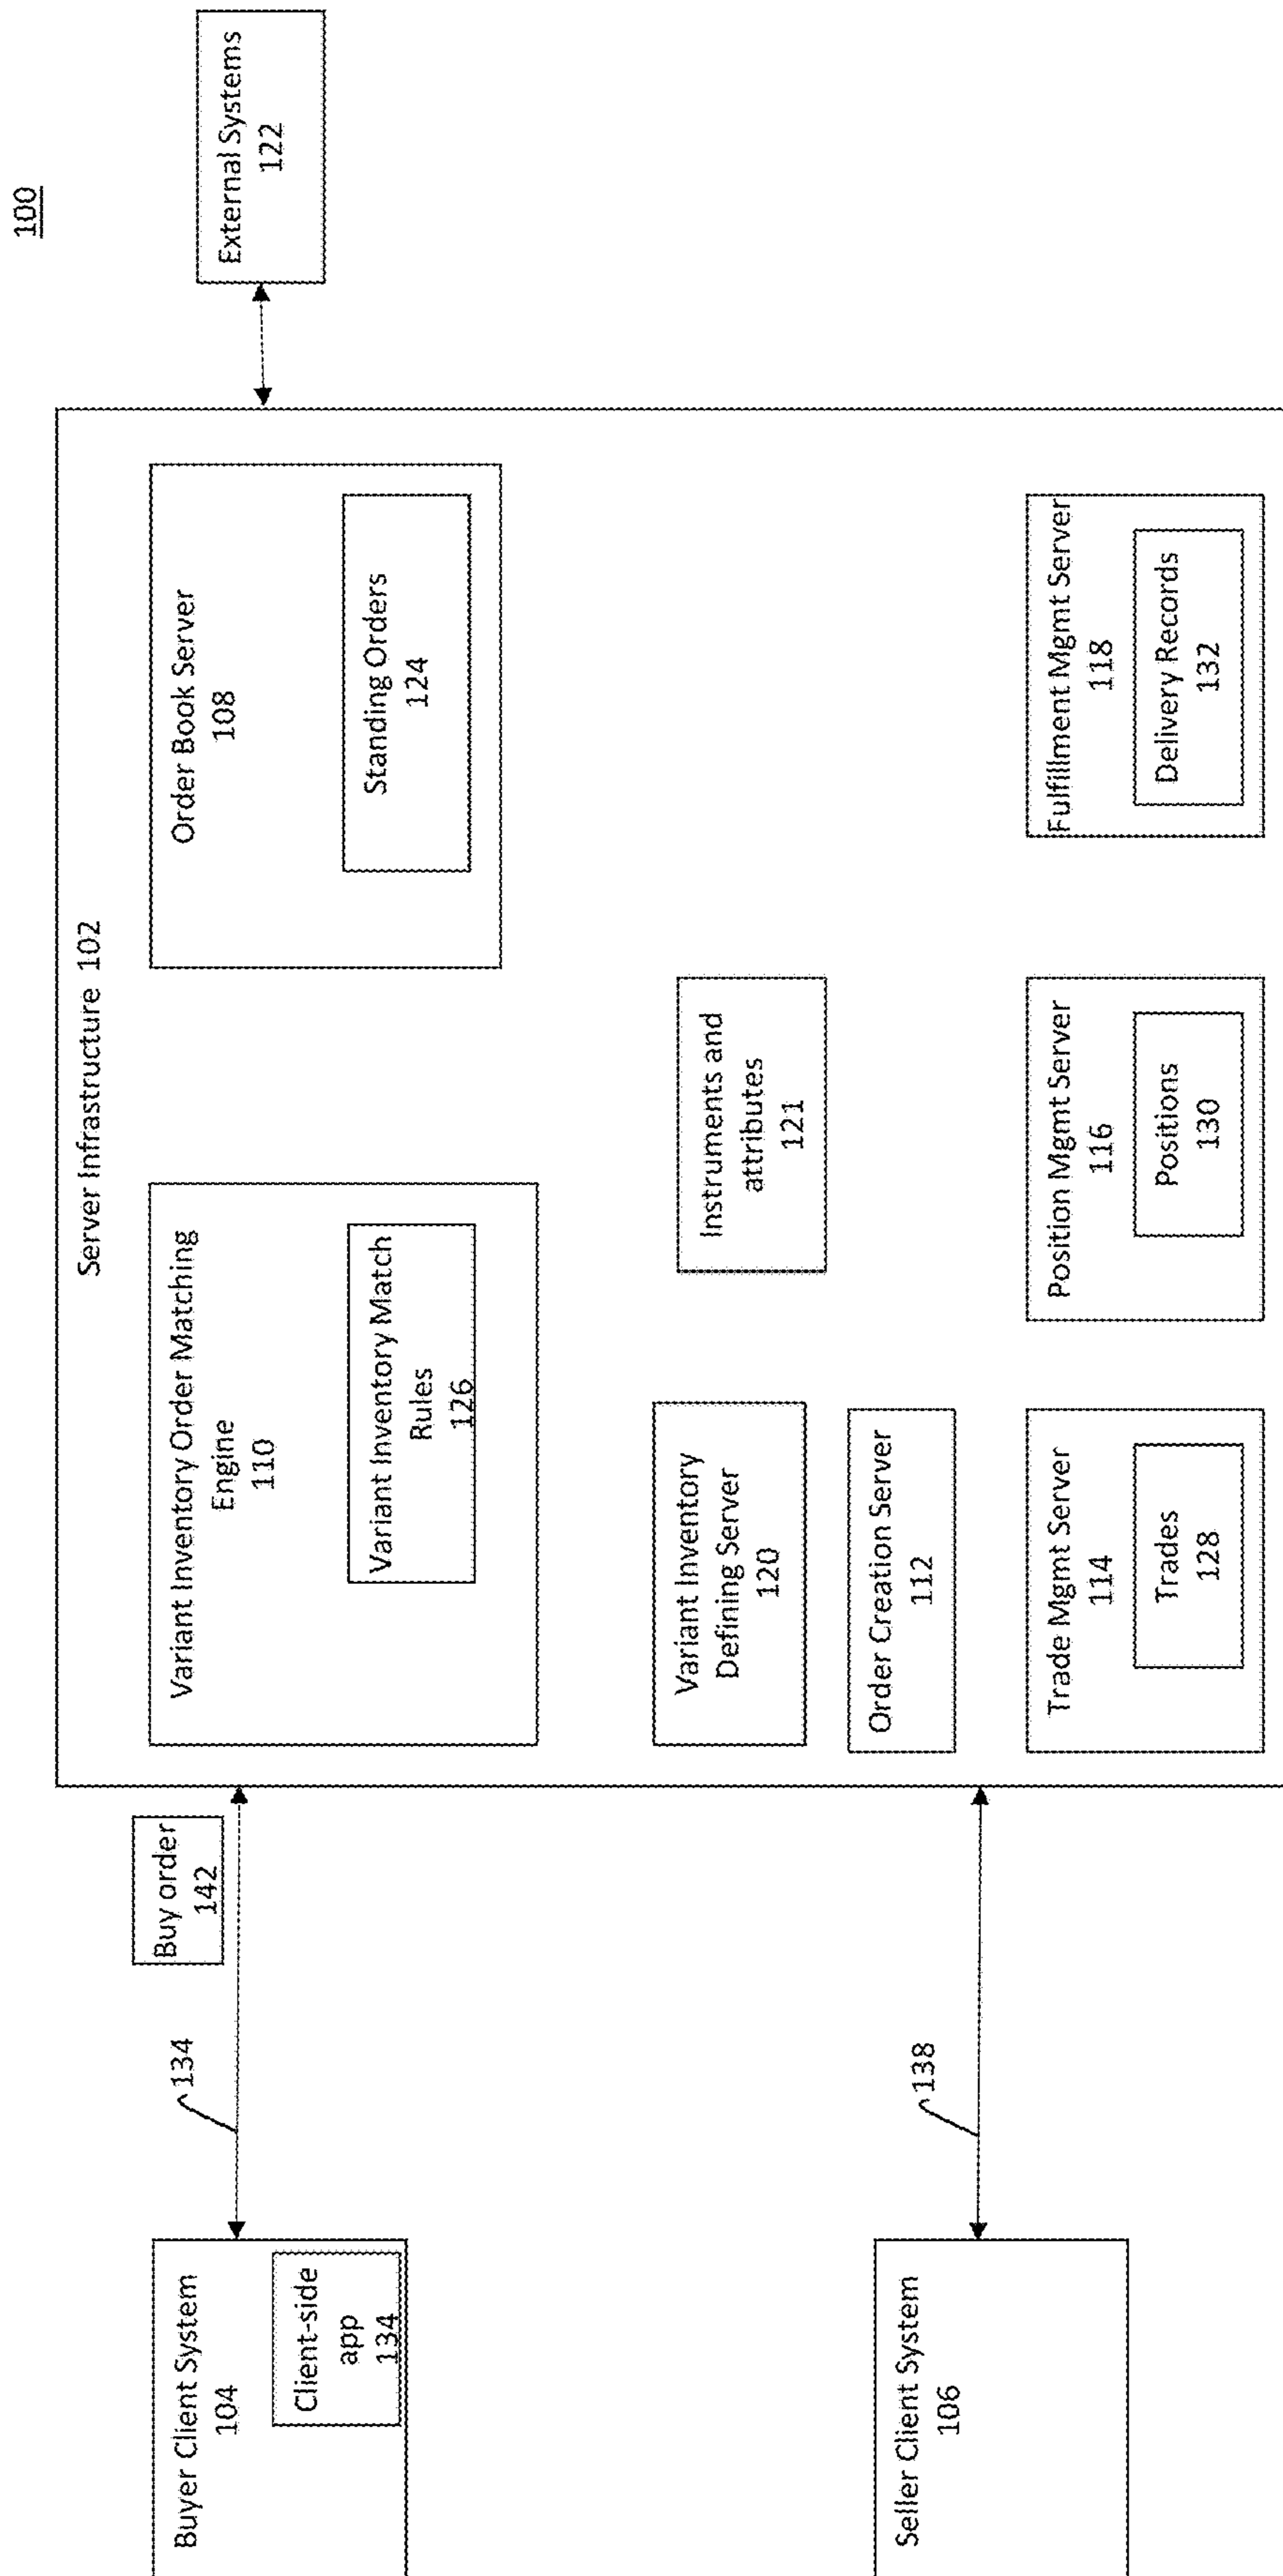 100
Server Infrastructure 102
Buyer Client System
104
Client-side
app
134
134
Buy order
142
Variant Inventory Order Matching
Engine
110
Variant Inventory Match
Rules
126
Order Book Server
108
Standing Orders
124
External Systems
122
Variant Inventory
Defining Server
120
Instruments and
attributes
121
Order Creation Server
112
Seller Client System
106
138
Trade Mgmt Server
114
Trades
128
Position Mgmt Server
116
Positions
130
Fulfillment Mgmt Server
118
Delivery Records
132